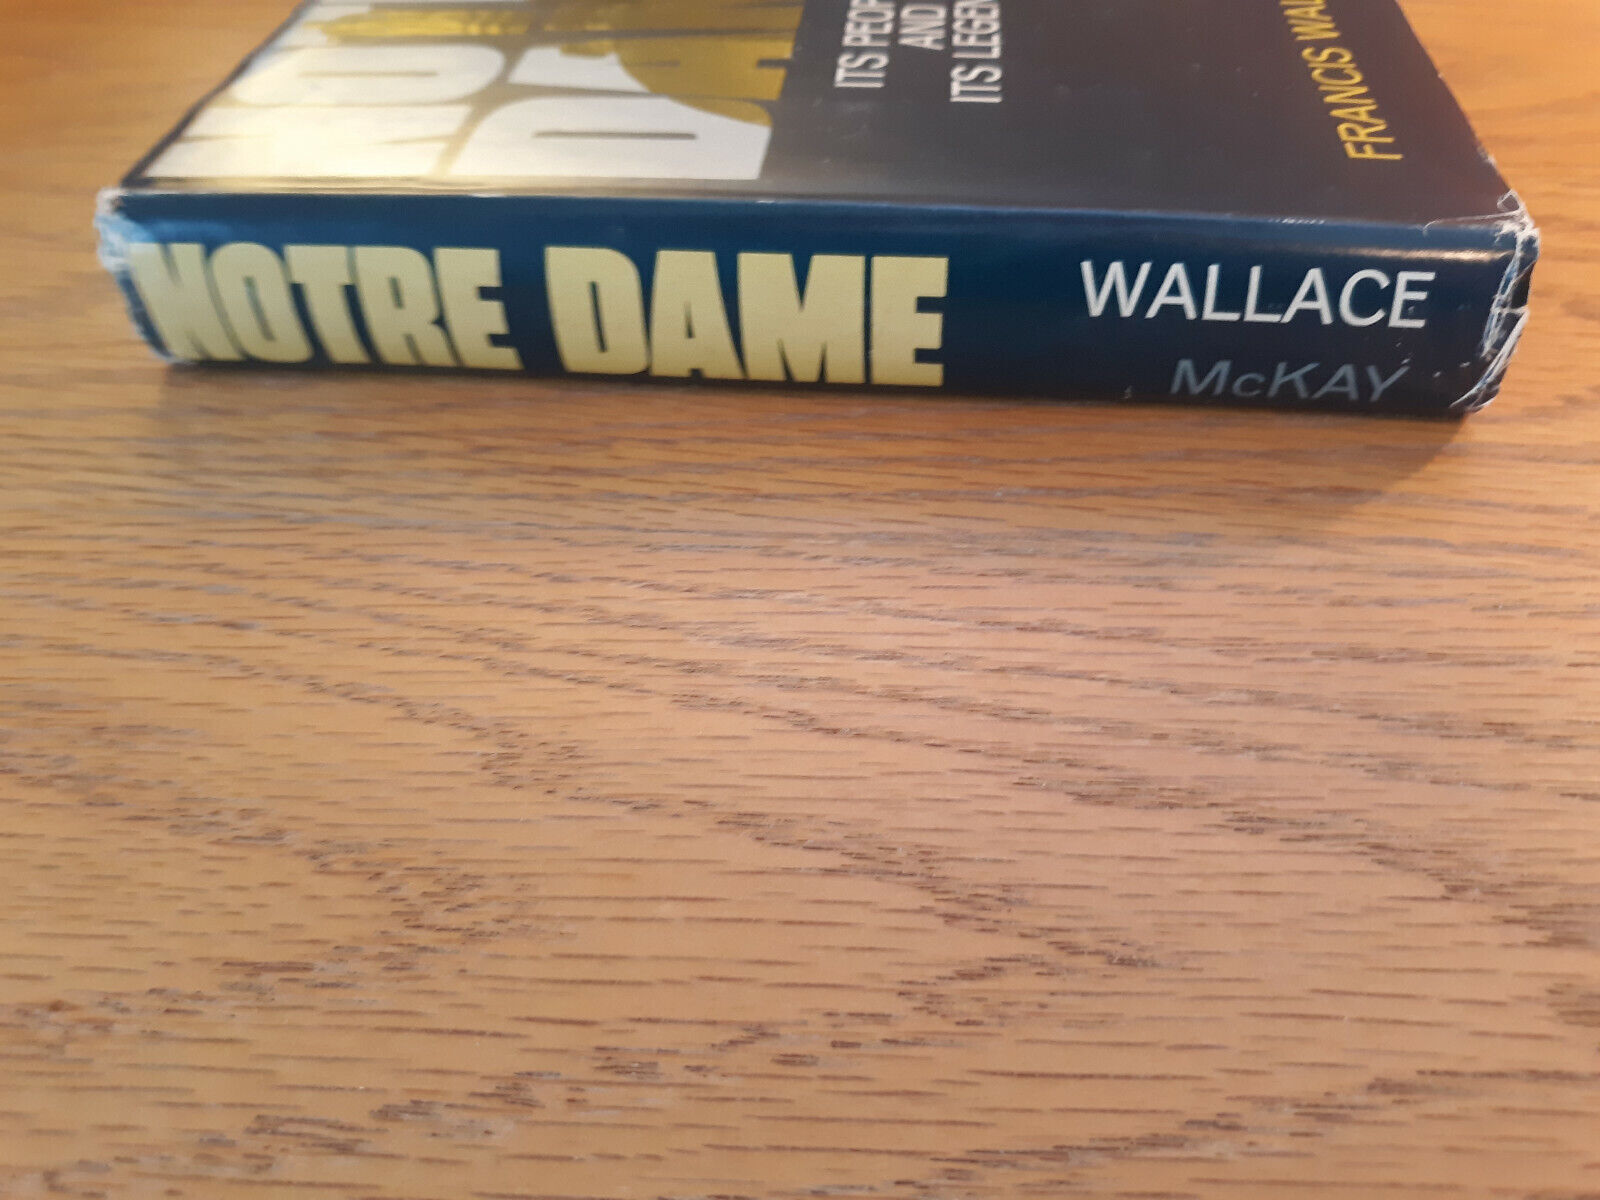 ITS
AND
ITS
FRANCIS
NOTRE DAME
WALLACE
McKAY